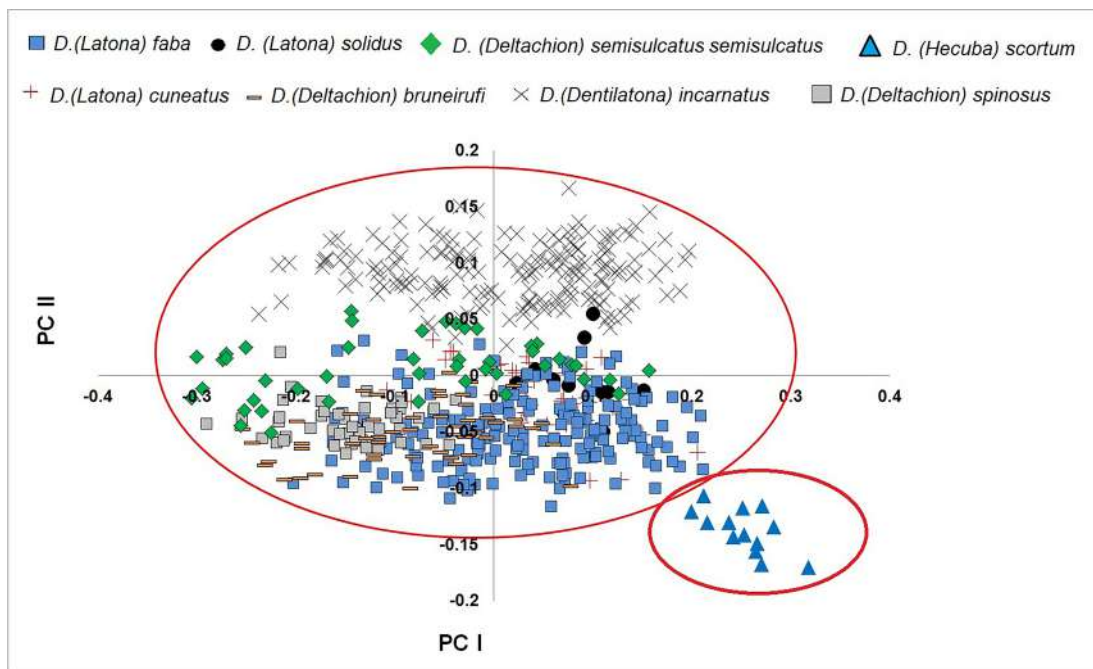 D.(Latona) faba D. (Latona) solidus D. (Deltachion) semisulcatus semisulcatus D. (Hecuba) scortum
D.(Latona) cuneatus D.(Deltachion) bruneirufi D.(Dentilatona) incarnatus D.(Deltachion) spinosus
0.2
0.15
0.1
0.05
0
-0.4 -0.3 -0.2 -0.1 0.0 0.1 0.2 0.3 0.4
-0.05
-0.1
-0.15
-0.2
PC II
PC I